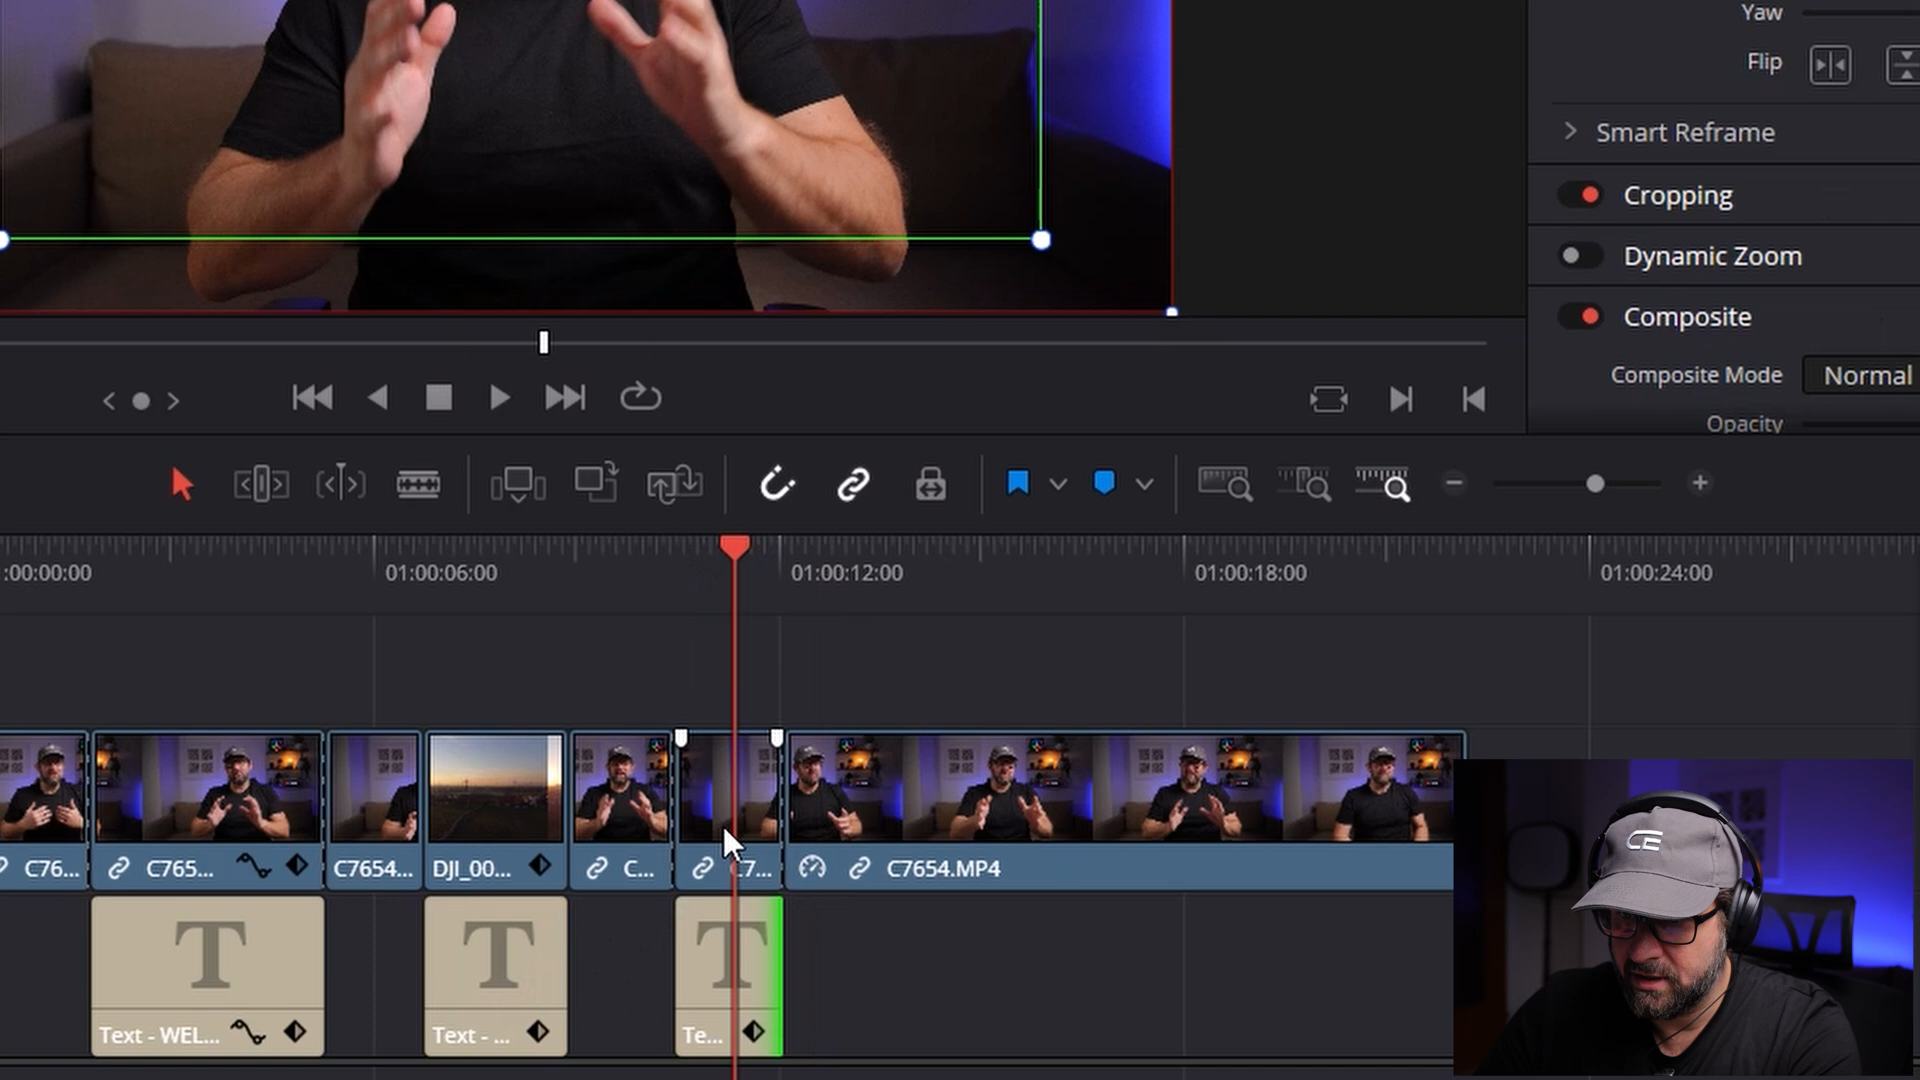 Yaw
Flip
Smart Reframe
Cropping
Dynamic Zoom
Composite
Composite Mode Normal
Opacity
:00:00:00 01:00:06:00 01:00:12:00 01:00:18:00 01:00:24:00
C76... C765... C7654... DJI_00... C... C7... C7654.MP4
T T T
Text - WEL... Text - ... Te...
CE